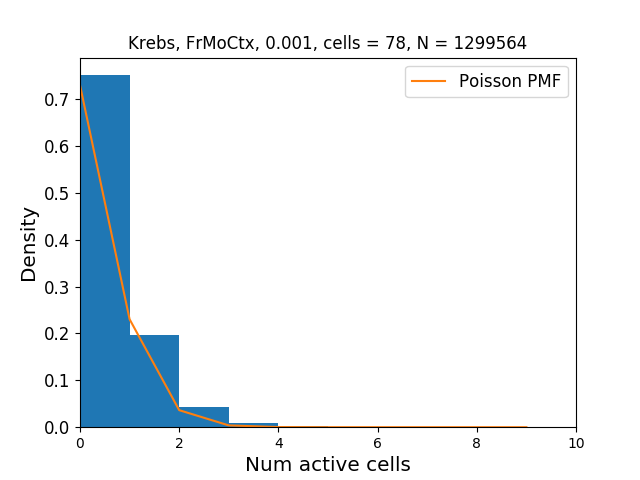 Krebs, FrMoCtx, 0.001, cells = 78, N = 1299564
Poisson PMF
0.7
0.6
0.5
0.4
0.3
0.2
0.1
0.0
Density
0 2 4 6 8 10
Num active cells